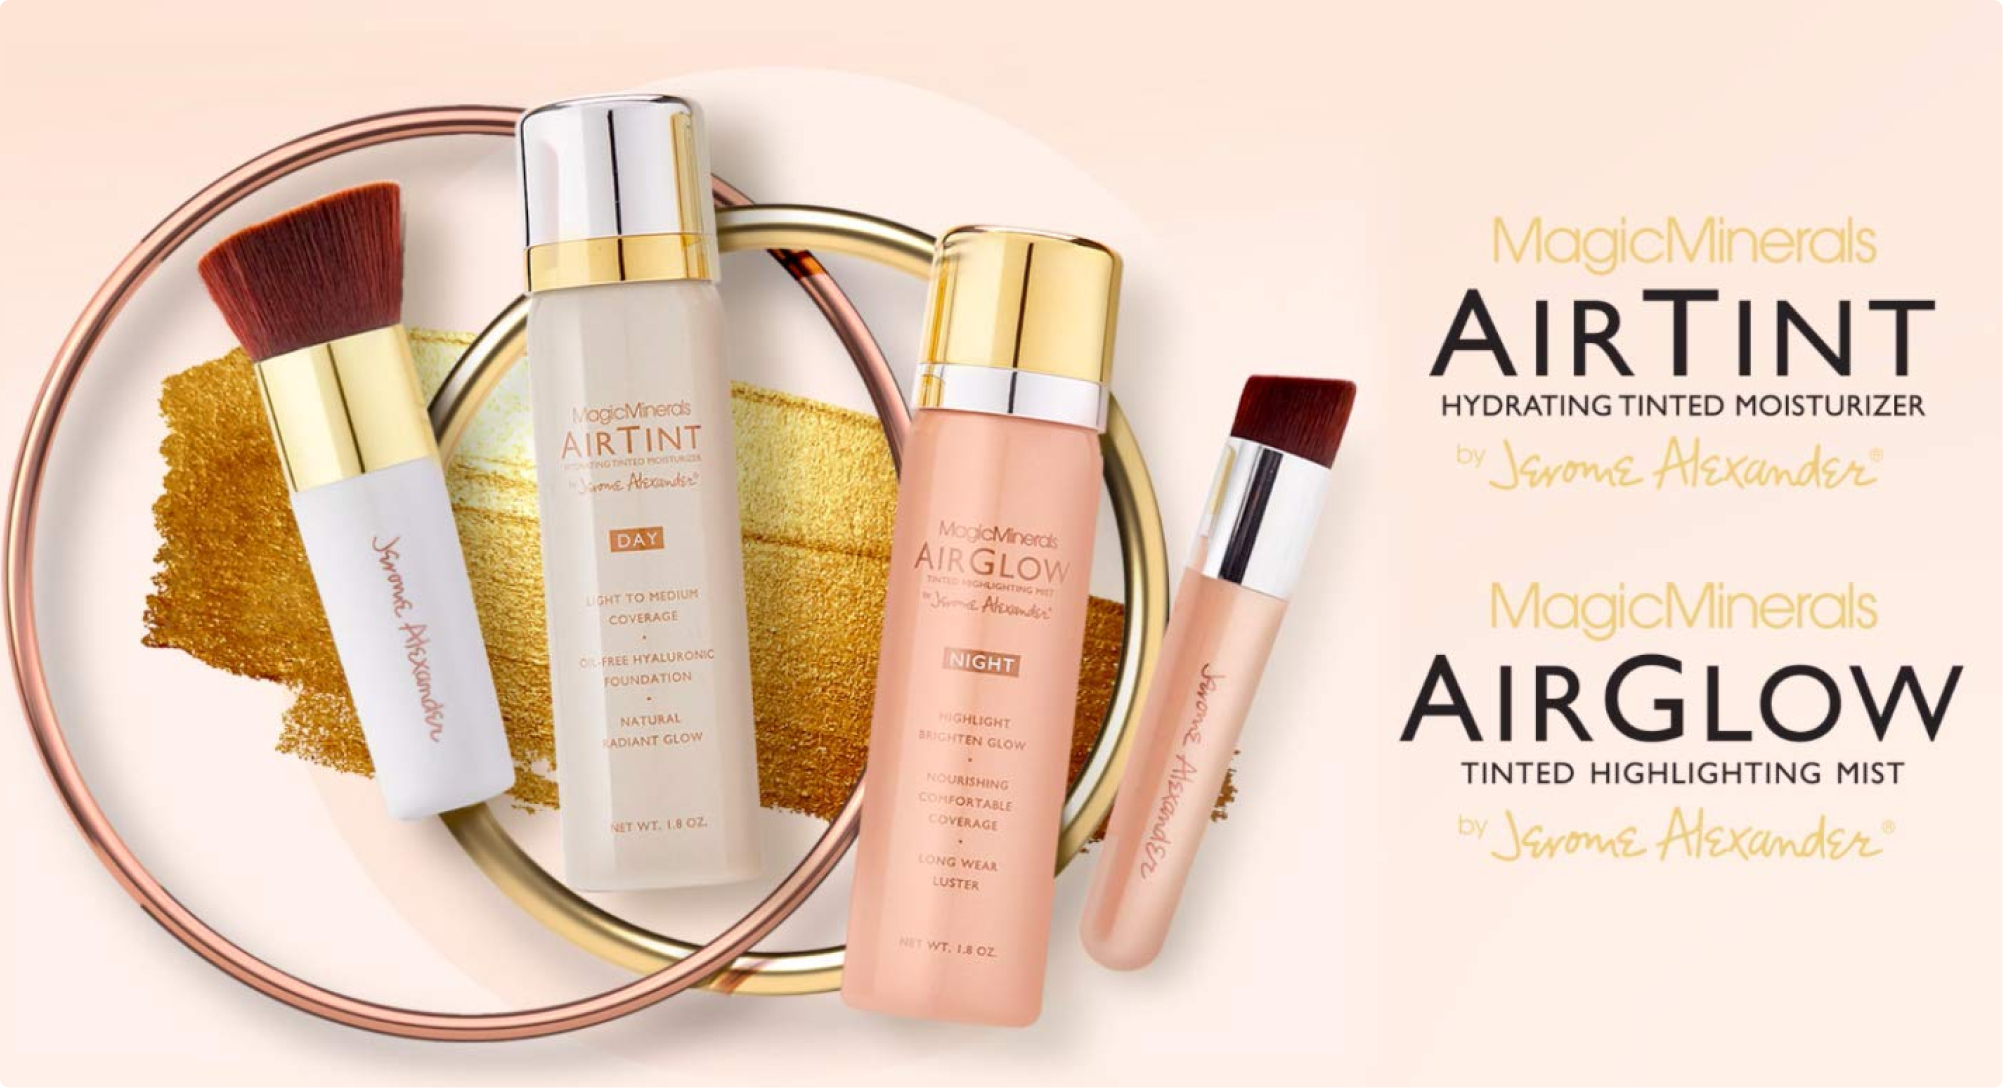 Jerome Alexander
MagicMinerals
AIRTINT
HYDRATING TINTED MOISTURIZER
by Jerome Alexander®
DAY
LIGHT TO MEDIUM
COVERAGE
•
OIL-FREE HYALURONIC
FOUNDATION
•
NATURAL
RADIANT GLOW
NET WT. 1.8 OZ.
MagicMinerals
AIRGLOW
TINTED HIGHLIGHTING MIST
by Jerome Alexander®
NIGHT
HIGHLIGHT
BRIGHTEN GLOW
•
NOURISHING
COMFORTABLE
COVERAGE
•
LONG WEAR
LUSTER
NET WT. 1.8 OZ.
Jerome Alexander
MagicMinerals
AIRTINT
HYDRATING TINTED MOISTURIZER
by Jerome Alexander®
MagicMinerals
AIRGLOW
TINTED HIGHLIGHTING MIST
by Jerome Alexander®